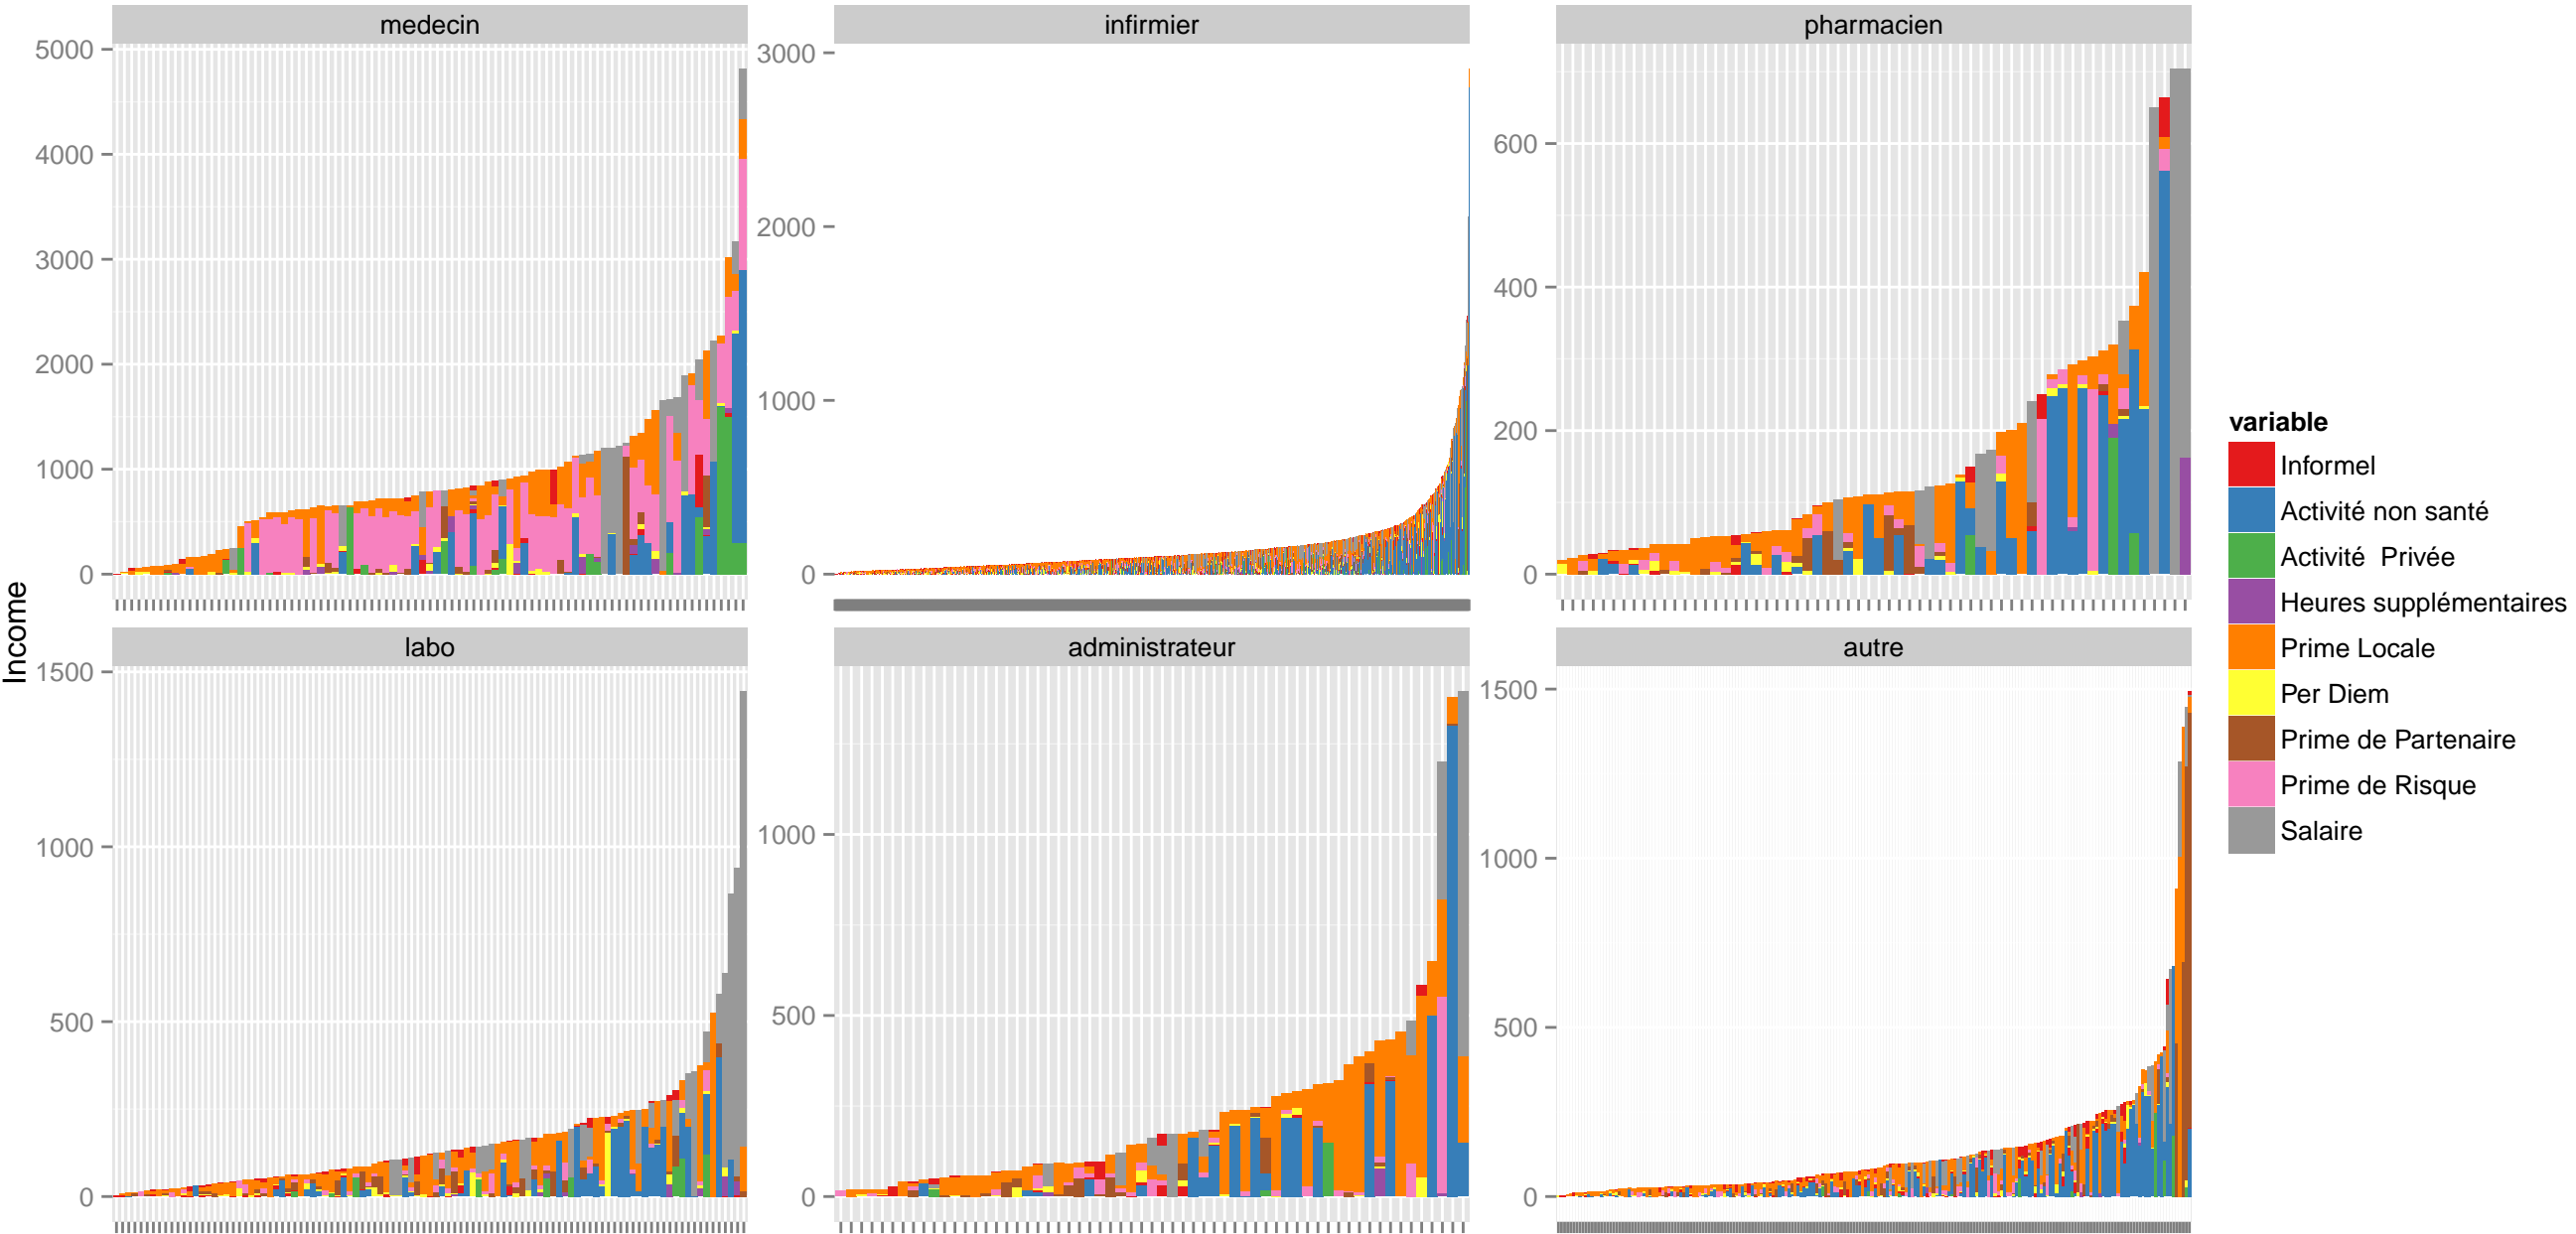 medecin
infirmier
pharmacien
5000
4000
3000
2000
1000
0
3000
2000
1000
0
600
400
200
0
labo
administrateur
autre
1500
1000
500
0
1000
500
0
1500
1000
500
0
Income
variable
Informel
Activité non santé
Activité  Privée
Heures supplémentaires
Prime Locale
Per Diem
Prime de Partenaire
Prime de Risque
Salaire